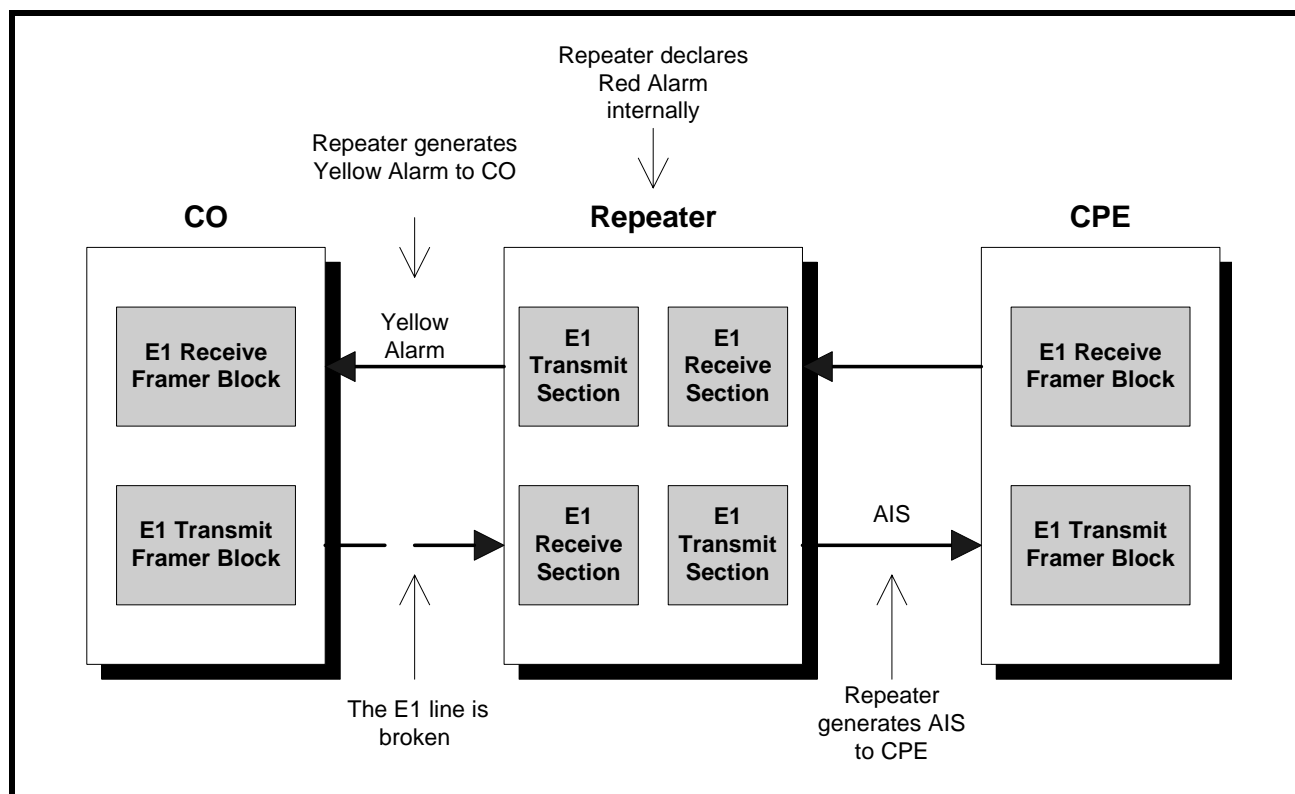 Repeater declares
Red Alarm
internally
Repeater generates
Yellow Alarm to CO
CO
Repeater
CPE
E1 Receive
Framer Block
Yellow
Alarm
E1
Transmit
Section
E1
Receive
Section
E1 Receive
Framer Block
E1 Transmit
Framer Block
E1
Receive
Section
E1
Transmit
Section
AIS
E1 Transmit
Framer Block
The E1 line is
broken
Repeater
generates AIS
to CPE